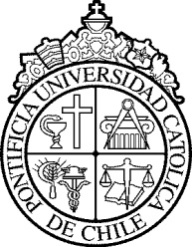 PONTIFICIA UNIVERSIDAD CATOLICA
DE CHILE